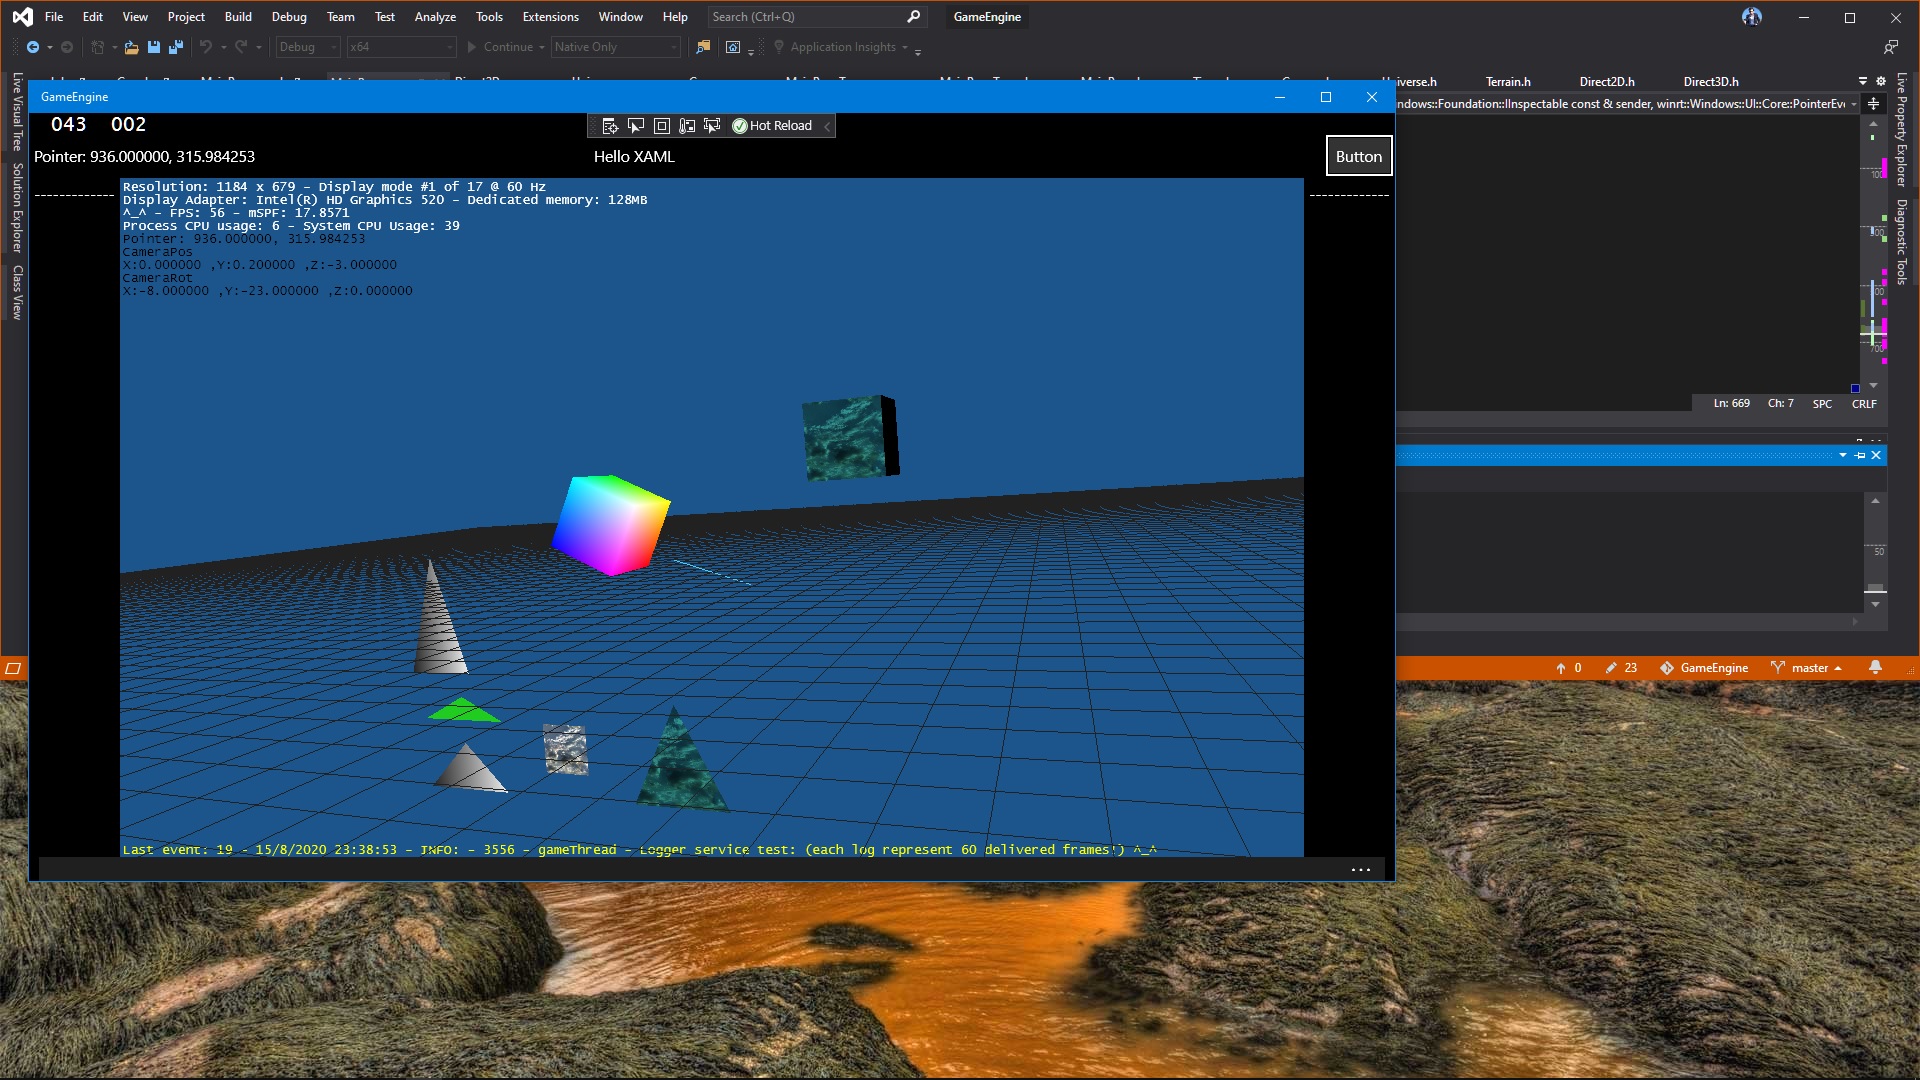 File Edit View Project Build Debug Team Test Analyze Tools Extensions Window Help Search (Ctrl+Q) GameEngine
Debug x64 Continue Native Only Application Insights
Universe.h Terrain.h Direct2D.h Direct3D.h
GameEngine
ndows::Foundation::IInspectable const & sender, winrt::Windows::UI::Core::PointerEv
043 002
Hot Reload
Pointer: 936.000000, 315.984253
Hello XAML
Button
------------
------------
Resolution: 1184 x 679 - Display mode #1 of 17 @ 60 Hz
Display Adapter: Intel(R) HD Graphics 520 - Dedicated memory: 128MB
^_^ - FPS: 56 - mSPF: 17.8571
Process CPU usage: 6 - System CPU Usage: 39
Pointer: 936.000000, 315.984253
CameraPos
X:0.000000 ,Y:0.200000 ,Z:-3.000000
CameraRot
X:-8.000000 ,Y:-23.000000 ,Z:0.000000
Last event: 19 - 15/8/2020 23:38:53 - INFO: - 3556 - gameThread - Logger service test: (each log represent 60 delivered frames!) ^_^
...
Live Visual Tree
Solution Explorer
Class View
Live Property Explorer
Diagnostic Tools
100
700
Ln: 669 Ch: 7 SPC CRLF
50
0 23 GameEngine master